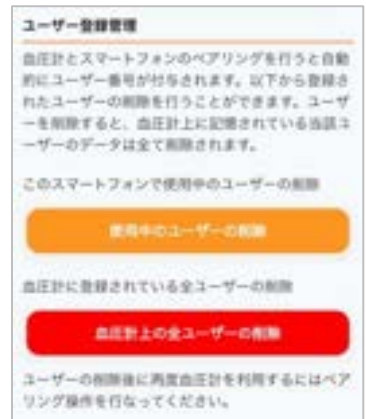 ユーザー登録管理
血圧計とスマートフォンのペアリングを行うと自動
的にユーザー番号が付与されます。以下から登録さ
れたユーザーの削除を行うことができます。ユーザ
ーを削除すると、血圧計上に記憶されている当該ユ
ーザーのデータは全て削除されます。
このスマートフォンで使用中のユーザーの削除
使用中のユーザーの削除
血圧計に登録されている全ユーザーの削除
血圧計上の全ユーザーの削除
ユーザーの削除後に再度血圧計を利用するにはペア
リング操作を行なってください。